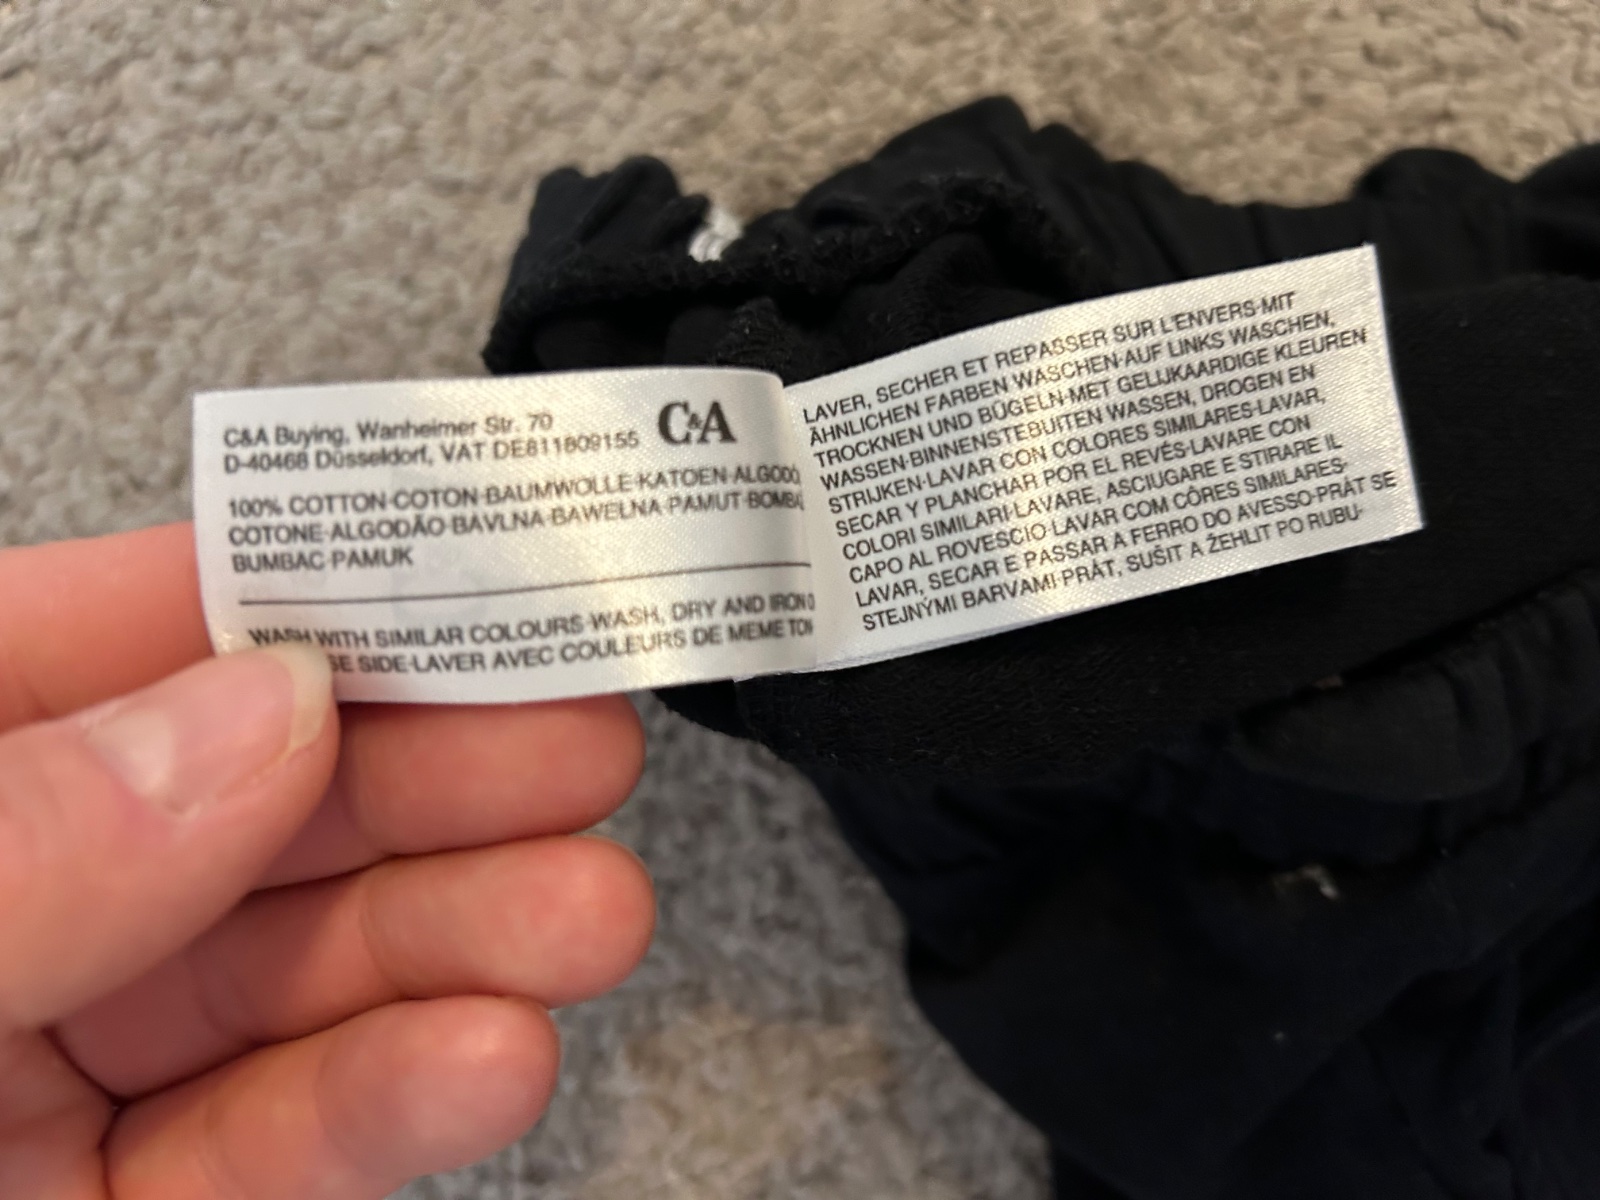 C&A Buying, Wanheimer Str. 70
D-40468 Düsseldorf, VAT DE811809155
C&A
100% COTTON·COTON·BAUMWOLLE·KATOEN·ALGODÓ
COTONE·ALGODÃO·BAVLNA·BAWEŁNA·PAMUT·BOMBA
BUMBAC·PAMUK
WASH WITH SIMILAR COLOURS·WASH, DRY AND IRON O
SE SIDE·LAVER AVEC COULEURS DE MEME TON
LAVER, SECHER ET REPASSER SUR L'ENVERS·MIT
ÄHNLICHEN FARBEN WASCHEN·AUF LINKS WASCHEN,
TROCKNEN UND BÜGELN·MET GELIJKAARDIGE KLEUREN
WASSEN·BINNENSTEBUITEN WASSEN, DROGEN EN
STRIJKEN·LAVAR CON COLORES SIMILARES·LAVAR,
SECAR Y PLANCHAR POR EL REVÉS·LAVARE CON
COLORI SIMILARI·LAVARE, ASCIUGARE E STIRARE IL
CAPO AL ROVESCIO·LAVAR COM CÔRES SIMILARES·
LAVAR, SECAR E PASSAR A FERRO DO AVESSO·PRÁT SE
STEJNÝMI BARVAMI·PRÁT, SUŠIT A ŽEHLIT PO RUBU·